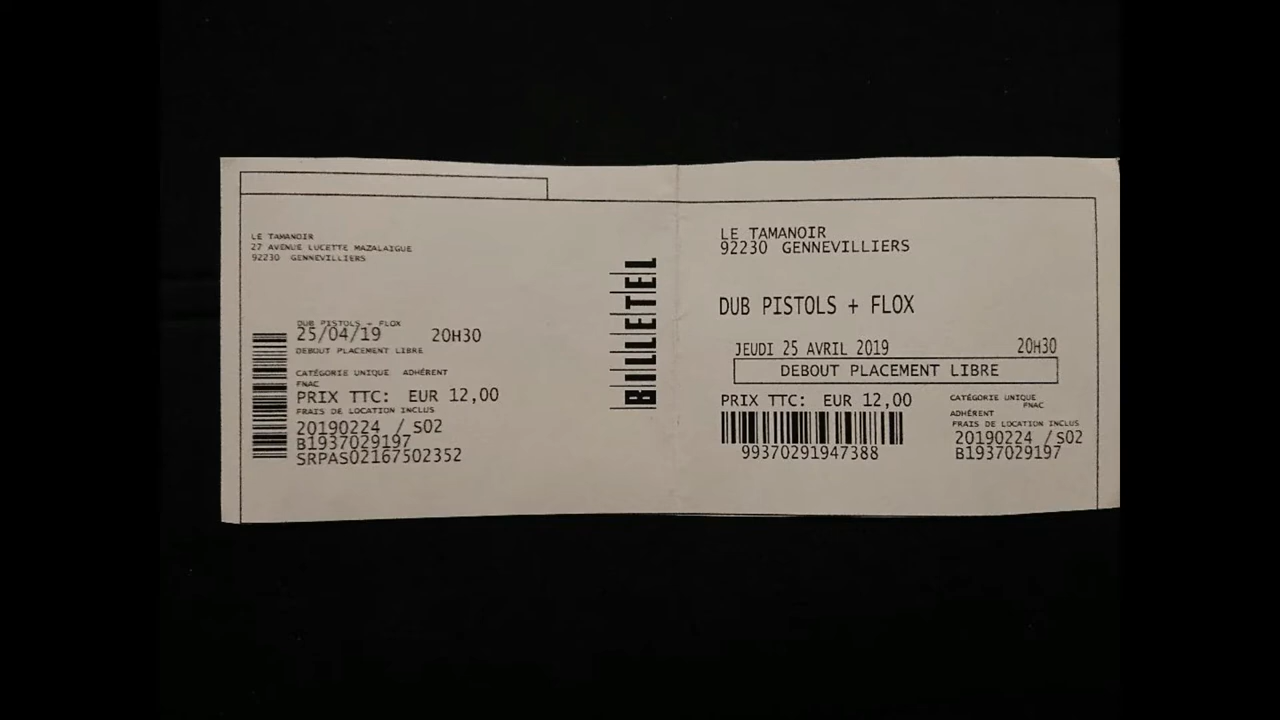 LE TAMANOIR
27 AVENUE LUCETTE MAZALAIGUE
92230 GENNEVILLIERS
DUB PISTOLS + FLOX
25/04/19 20H30
DEBOUT PLACEMENT LIBRE
CATÉGORIE UNIQUE ADHÉRENT
FNAC
PRIX TTC: EUR 12,00
FRAIS DE LOCATION INCLUS
20190224 / S02
B1937029197
SRPAS02167502352
BILLETEL
LE TAMANOIR
92230 GENNEVILLIERS
DUB PISTOLS + FLOX
JEUDI 25 AVRIL 2019 20H30
DEBOUT PLACEMENT LIBRE
PRIX TTC: EUR 12,00
99370291947388
CATÉGORIE UNIQUE
FNAC
ADHÉRENT
FRAIS DE LOCATION INCLUS
20190224 / S02
B1937029197